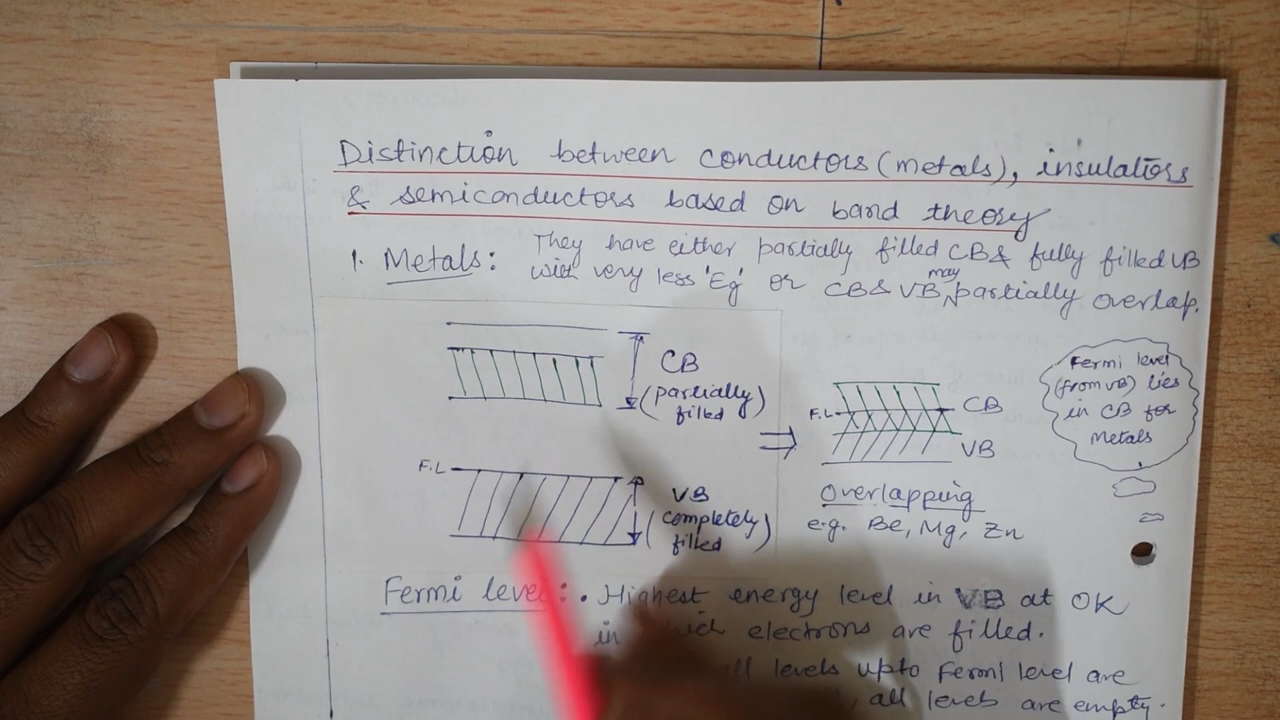 Distinction between conductors (metals), insulators
& semiconductors based on band theory
1. Metals: They have either partially filled CB & fully filled VB
with very less 'Eg' or CB & VB may partially overlap.
CB
(partially
filled)
F.L
VB
(completely
filled)
⇒
F.L
CB
VB
Overlapping
e.g. Be, Mg, Zn
Fermi level
(from VB) lies
in CB for
Metals
Fermi level: • Highest energy level in VB at 0K
in electrons are filled.
levels upto Fermi level are
all levels are empty.